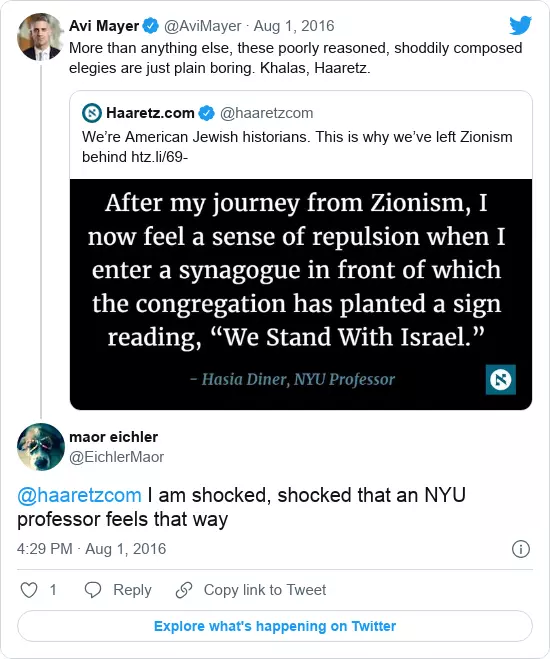 Avi Mayer @AviMayer · Aug 1, 2016
More than anything else, these poorly reasoned, shoddily composed
elegies are just plain boring. Khalas, Haaretz.
Haaretz.com @haaretzcom
We’re American Jewish historians. This is why we’ve left Zionism
behind htz.li/69-
After my journey from Zionism, I
now feel a sense of repulsion when I
enter a synagogue in front of which
the congregation has planted a sign
reading, “We Stand With Israel.”
- Hasia Diner, NYU Professor
maor eichler
@EichlerMaor
@haaretzcom I am shocked, shocked that an NYU
professor feels that way
4:29 PM · Aug 1, 2016
1 Reply Copy link to Tweet
Explore what's happening on Twitter